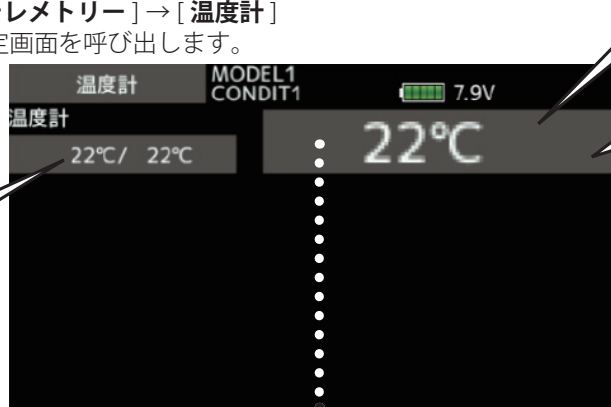 レメトリー ] → [ 温度計 ]
定画面を呼び出します。
温度計 MODEL1 7.9V
CONDIT1
温度計
22℃/ 22℃ 22℃